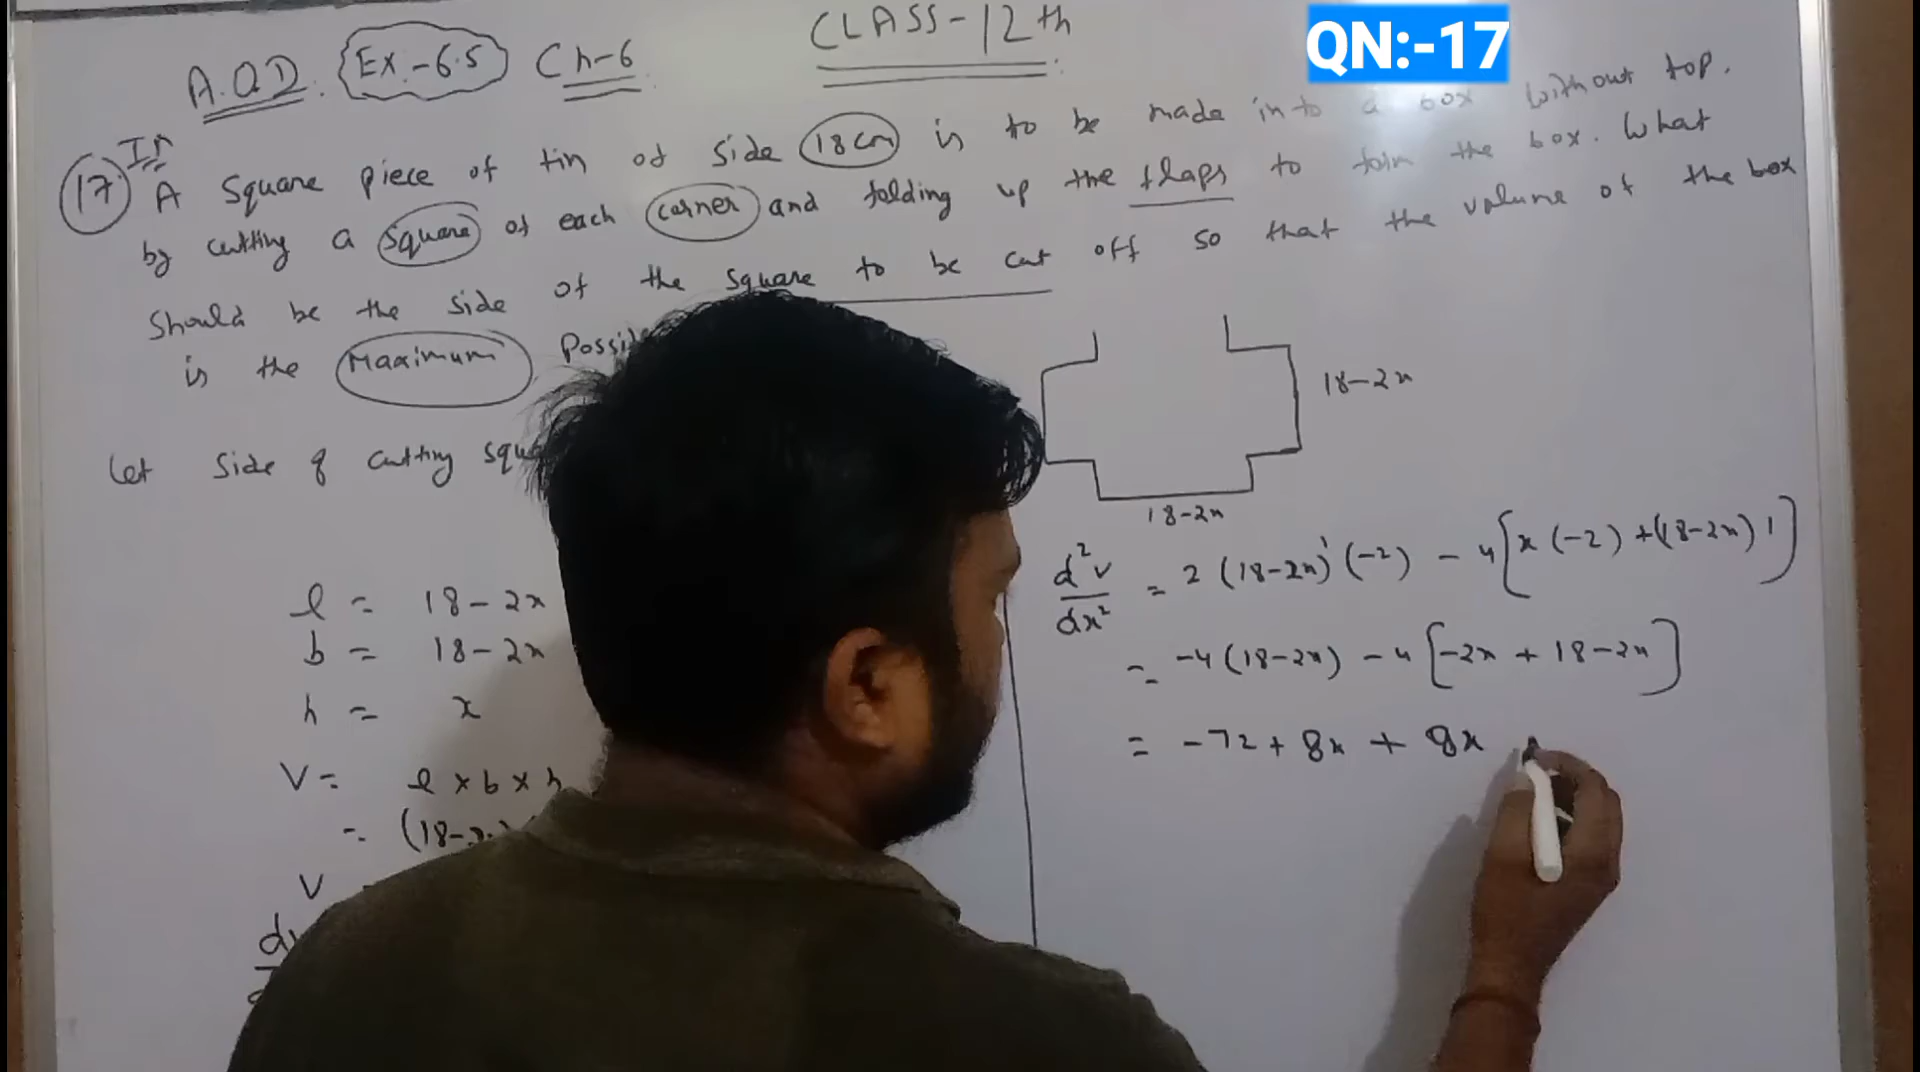 A.O.D. Ex.-6.5 Ch-6 CLASS-12th
QN:-17
Im
17 A Square piece of tin of side 18cm is to be made into a box without top.
by cutting a square of each corner and folding up the flaps to form the box. What
Should be the side of the square to be cut off so that the volume of the box
is the Maximum
18-2x
18-2x
Let side of cutting
l = 18-2x
b = 18-2x
h = x
V = l x b x h
= (18-2
V
d²v/dx² = 2(18-2x)¹(-2) - 4[x(-2)+(18-2x)1]
= -4(18-2x) - 4[-2x + 18-2x]
= -72+8x + 8x